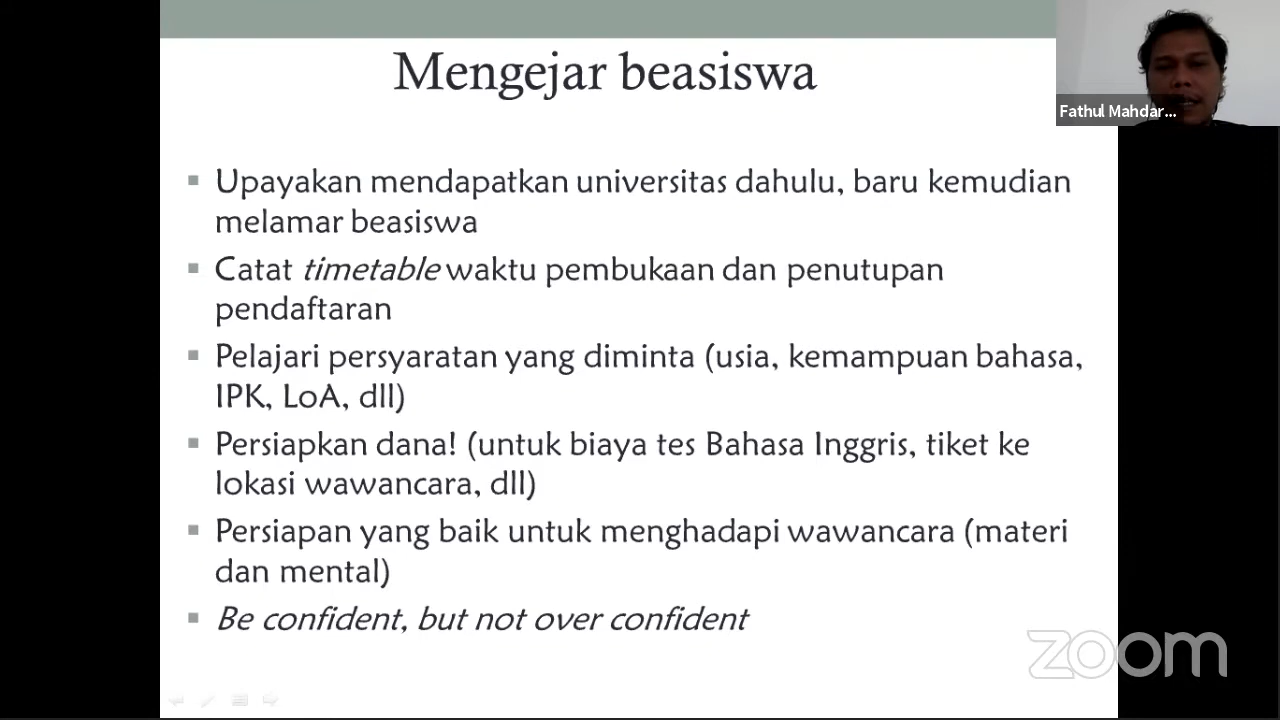 Mengejar beasiswa
Fathul Mahdar...
Upayakan mendapatkan universitas dahulu, baru kemudian
melamar beasiswa
Catat timetable waktu pembukaan dan penutupan
pendaftaran
Pelajari persyaratan yang diminta (usia, kemampuan bahasa,
IPK, LoA, dll)
Persiapkan dana! (untuk biaya tes Bahasa Inggris, tiket ke
lokasi wawancara, dll)
Persiapan yang baik untuk menghadapi wawancara (materi
dan mental)
Be confident, but not over confident
zoom